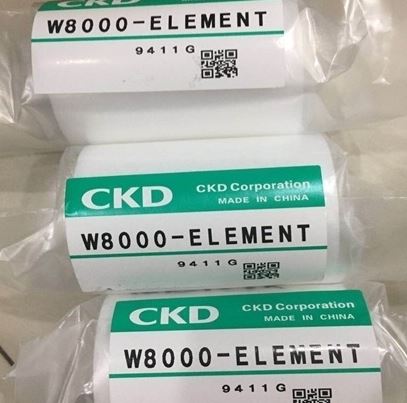 CKD
W8000-ELEMENT
9411G
CKD CKD Corporation
MADE IN CHINA
W8000-ELEMENT
9411G
CKD CKD Corporation
MADE IN CHINA
W8000-ELEMENT
9411G